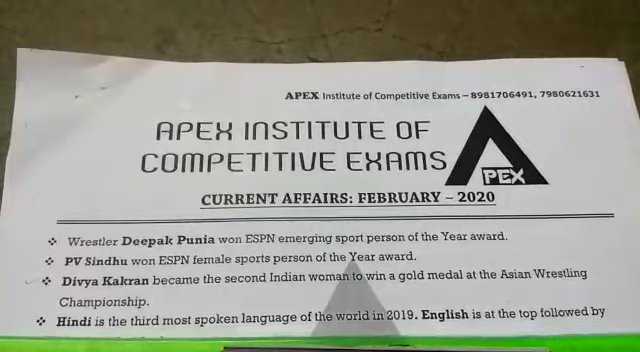 APEX Institute of Competitive Exams – 8981706491, 7980621631
APEX INSTITUTE OF
COMPETITIVE EXAMS
APEX
CURRENT AFFAIRS: FEBRUARY – 2020
❖ Wrestler Deepak Punia won ESPN emerging sport person of the Year award.
❖ PV Sindhu won ESPN female sports person of the Year award.
❖ Divya Kakran became the second Indian woman to win a gold medal at the Asian Wrestling
Championship.
❖ Hindi is the third most spoken language of the world in 2019. English is at the top followed by